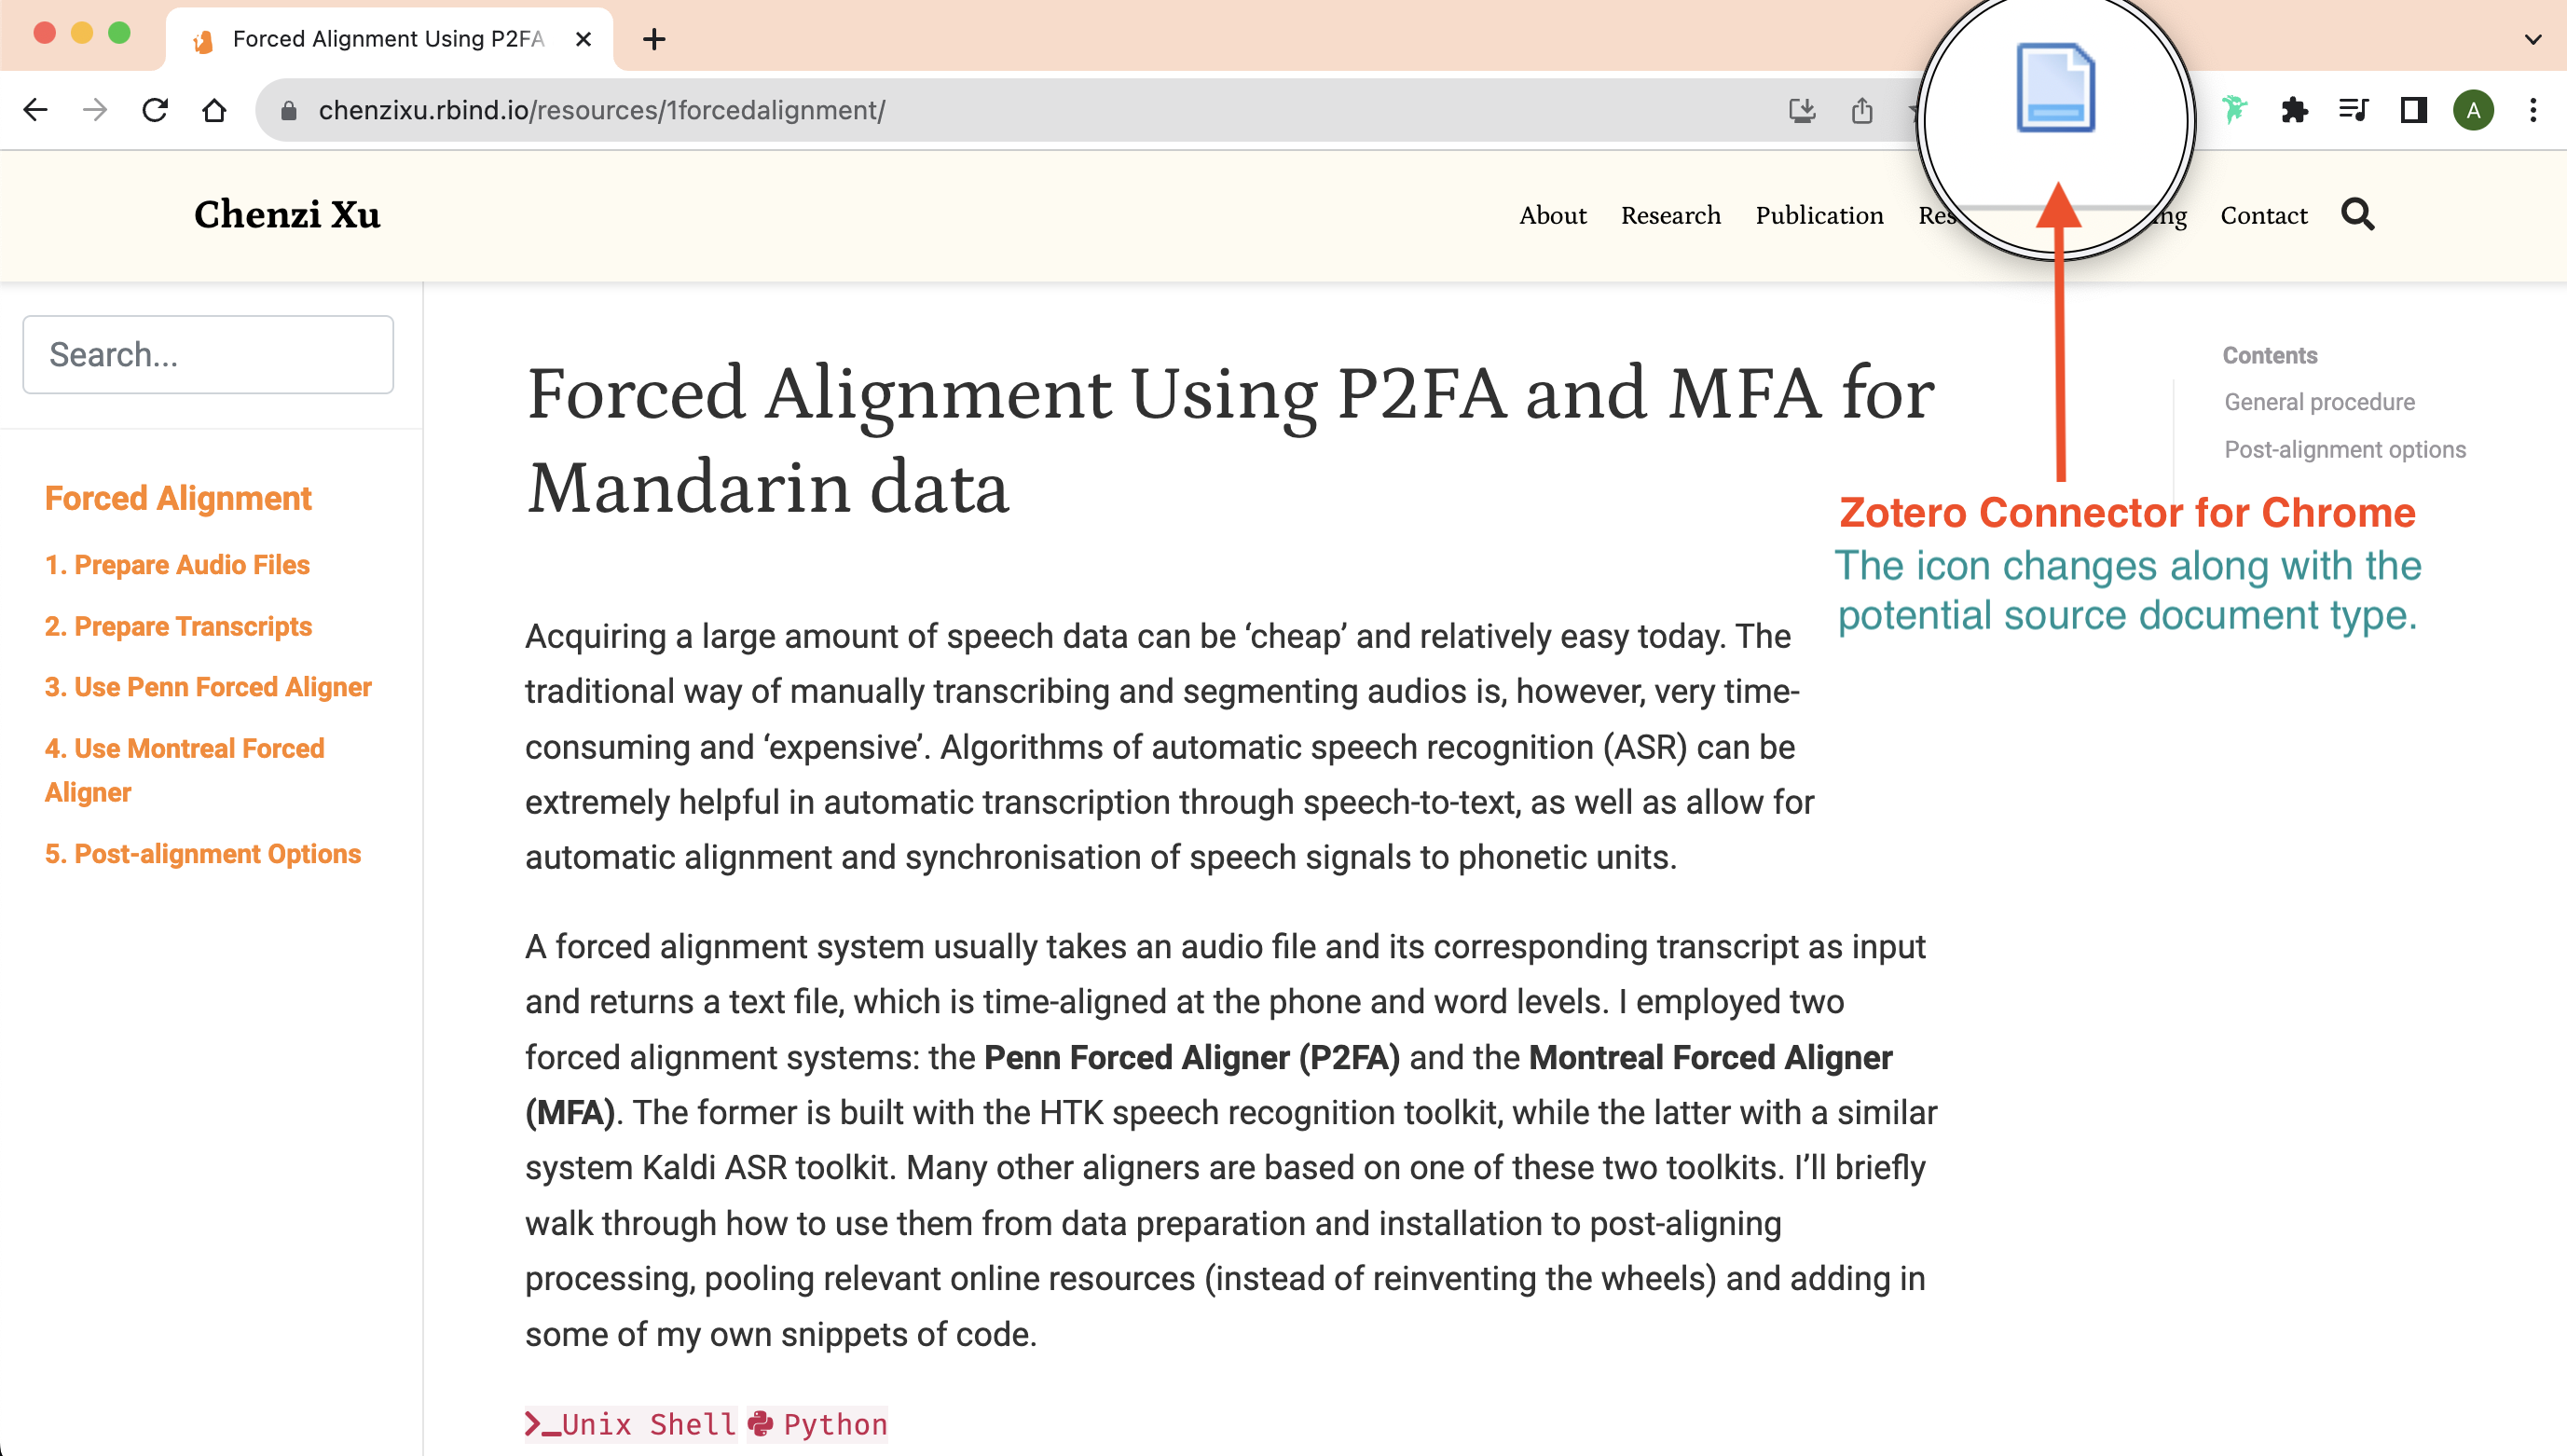 Forced Alignment Using P2FA
chenzixu.rbind.io/resources/1forcedalignment/
A
Chenzi Xu
About Research Publication Contact
Search...
Forced Alignment
1. Prepare Audio Files
2. Prepare Transcripts
3. Use Penn Forced Aligner
4. Use Montreal Forced
Aligner
5. Post-alignment Options
Forced Alignment Using P2FA and MFA for
Mandarin data
Acquiring a large amount of speech data can be ‘cheap’ and relatively easy today. The
traditional way of manually transcribing and segmenting audios is, however, very time-
consuming and ‘expensive’. Algorithms of automatic speech recognition (ASR) can be
extremely helpful in automatic transcription through speech-to-text, as well as allow for
automatic alignment and synchronisation of speech signals to phonetic units.
A forced alignment system usually takes an audio file and its corresponding transcript as input
and returns a text file, which is time-aligned at the phone and word levels. I employed two
forced alignment systems: the Penn Forced Aligner (P2FA) and the Montreal Forced Aligner
(MFA). The former is built with the HTK speech recognition toolkit, while the latter with a similar
system Kaldi ASR toolkit. Many other aligners are based on one of these two toolkits. I’ll briefly
walk through how to use them from data preparation and installation to post-aligning
processing, pooling relevant online resources (instead of reinventing the wheels) and adding in
some of my own snippets of code.
>_Unix Shell Python
Contents
General procedure
Post-alignment options
Zotero Connector for Chrome
The icon changes along with the
potential source document type.